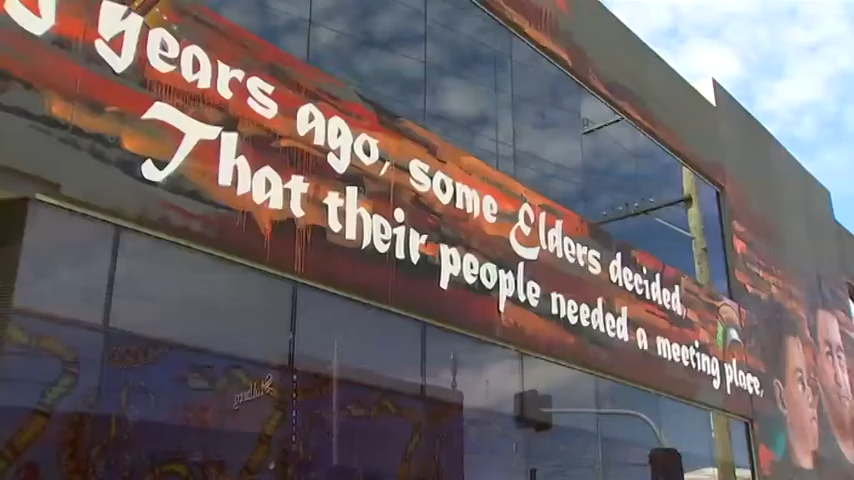 years ago, some Elders decided,
That their people needed a meeting place,